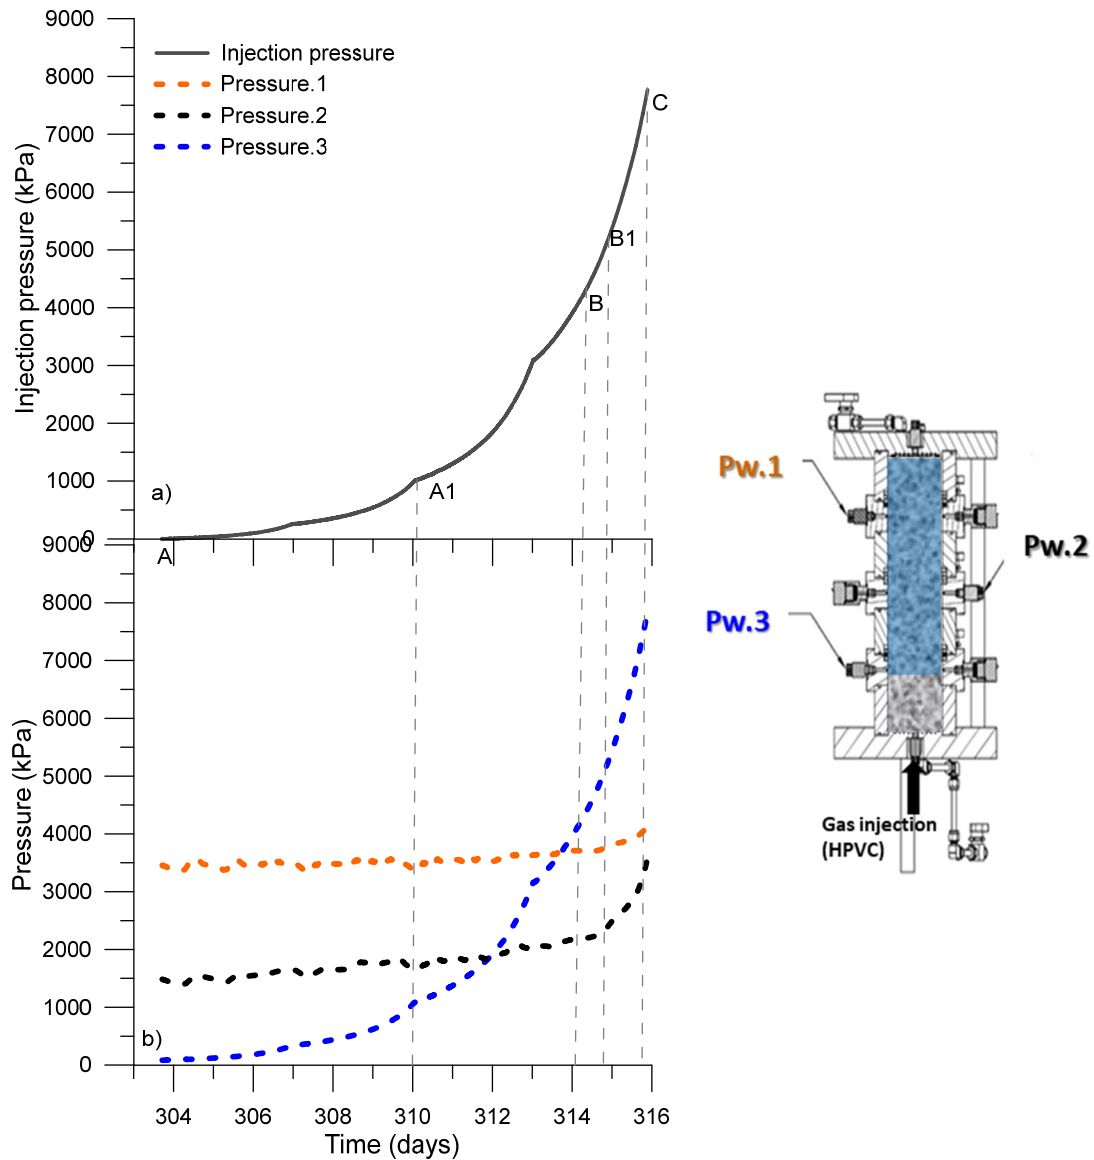 9000
8000
7000
6000
5000
4000
3000
2000
1000
0
Injection pressure (kPa)
Injection pressure
Pressure.1
Pressure.2
Pressure.3
C
B1
B
A1
a)
A
9000
8000
7000
6000
5000
4000
3000
2000
1000
0
Pressure (kPa)
b)
304 306 308 310 312 314 316
Time (days)
Pw.1
Pw.2
Pw.3
Gas injection
(HPVC)